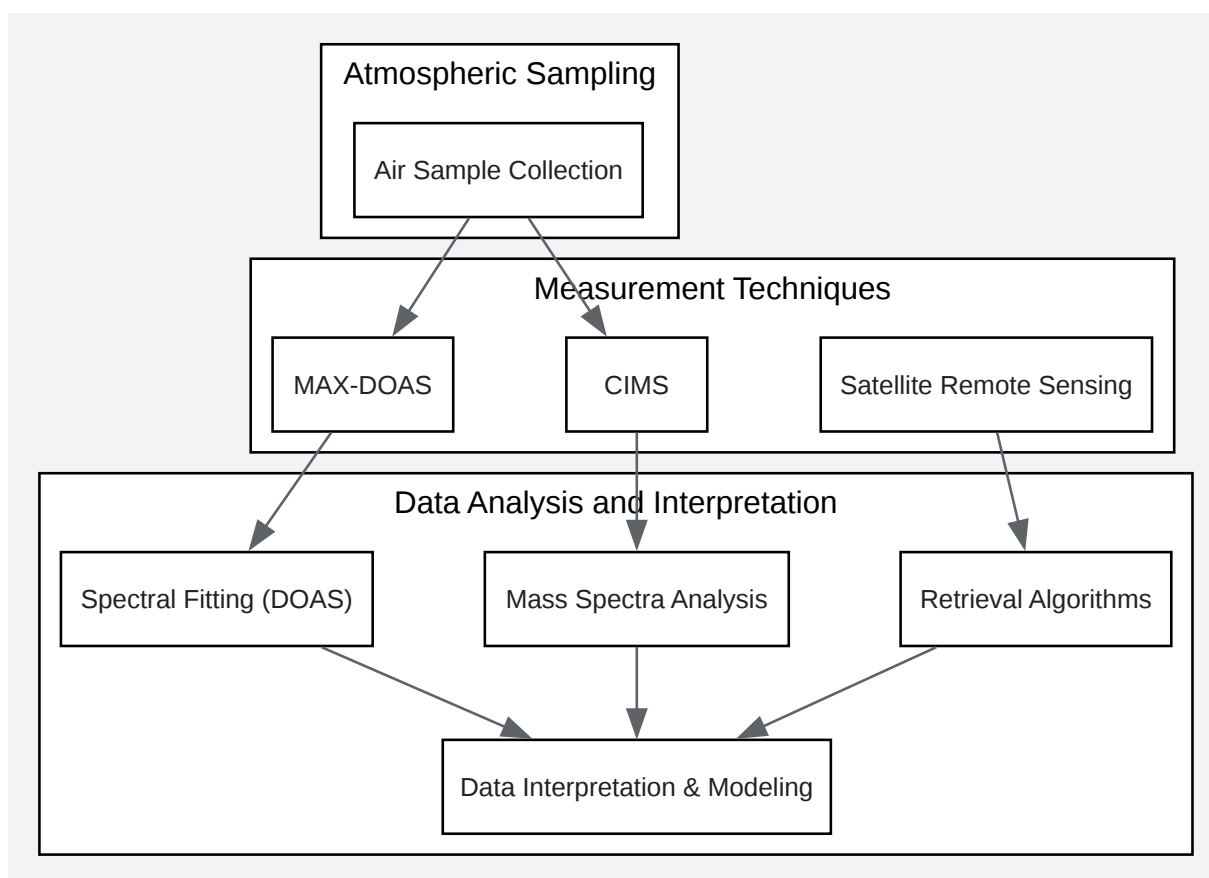 Atmospheric Sampling
Air Sample Collection
Measurement Techniques
MAX-DOAS
CIMS
Satellite Remote Sensing
Data Analysis and Interpretation
Spectral Fitting (DOAS)
Mass Spectra Analysis
Retrieval Algorithms
Data Interpretation & Modeling